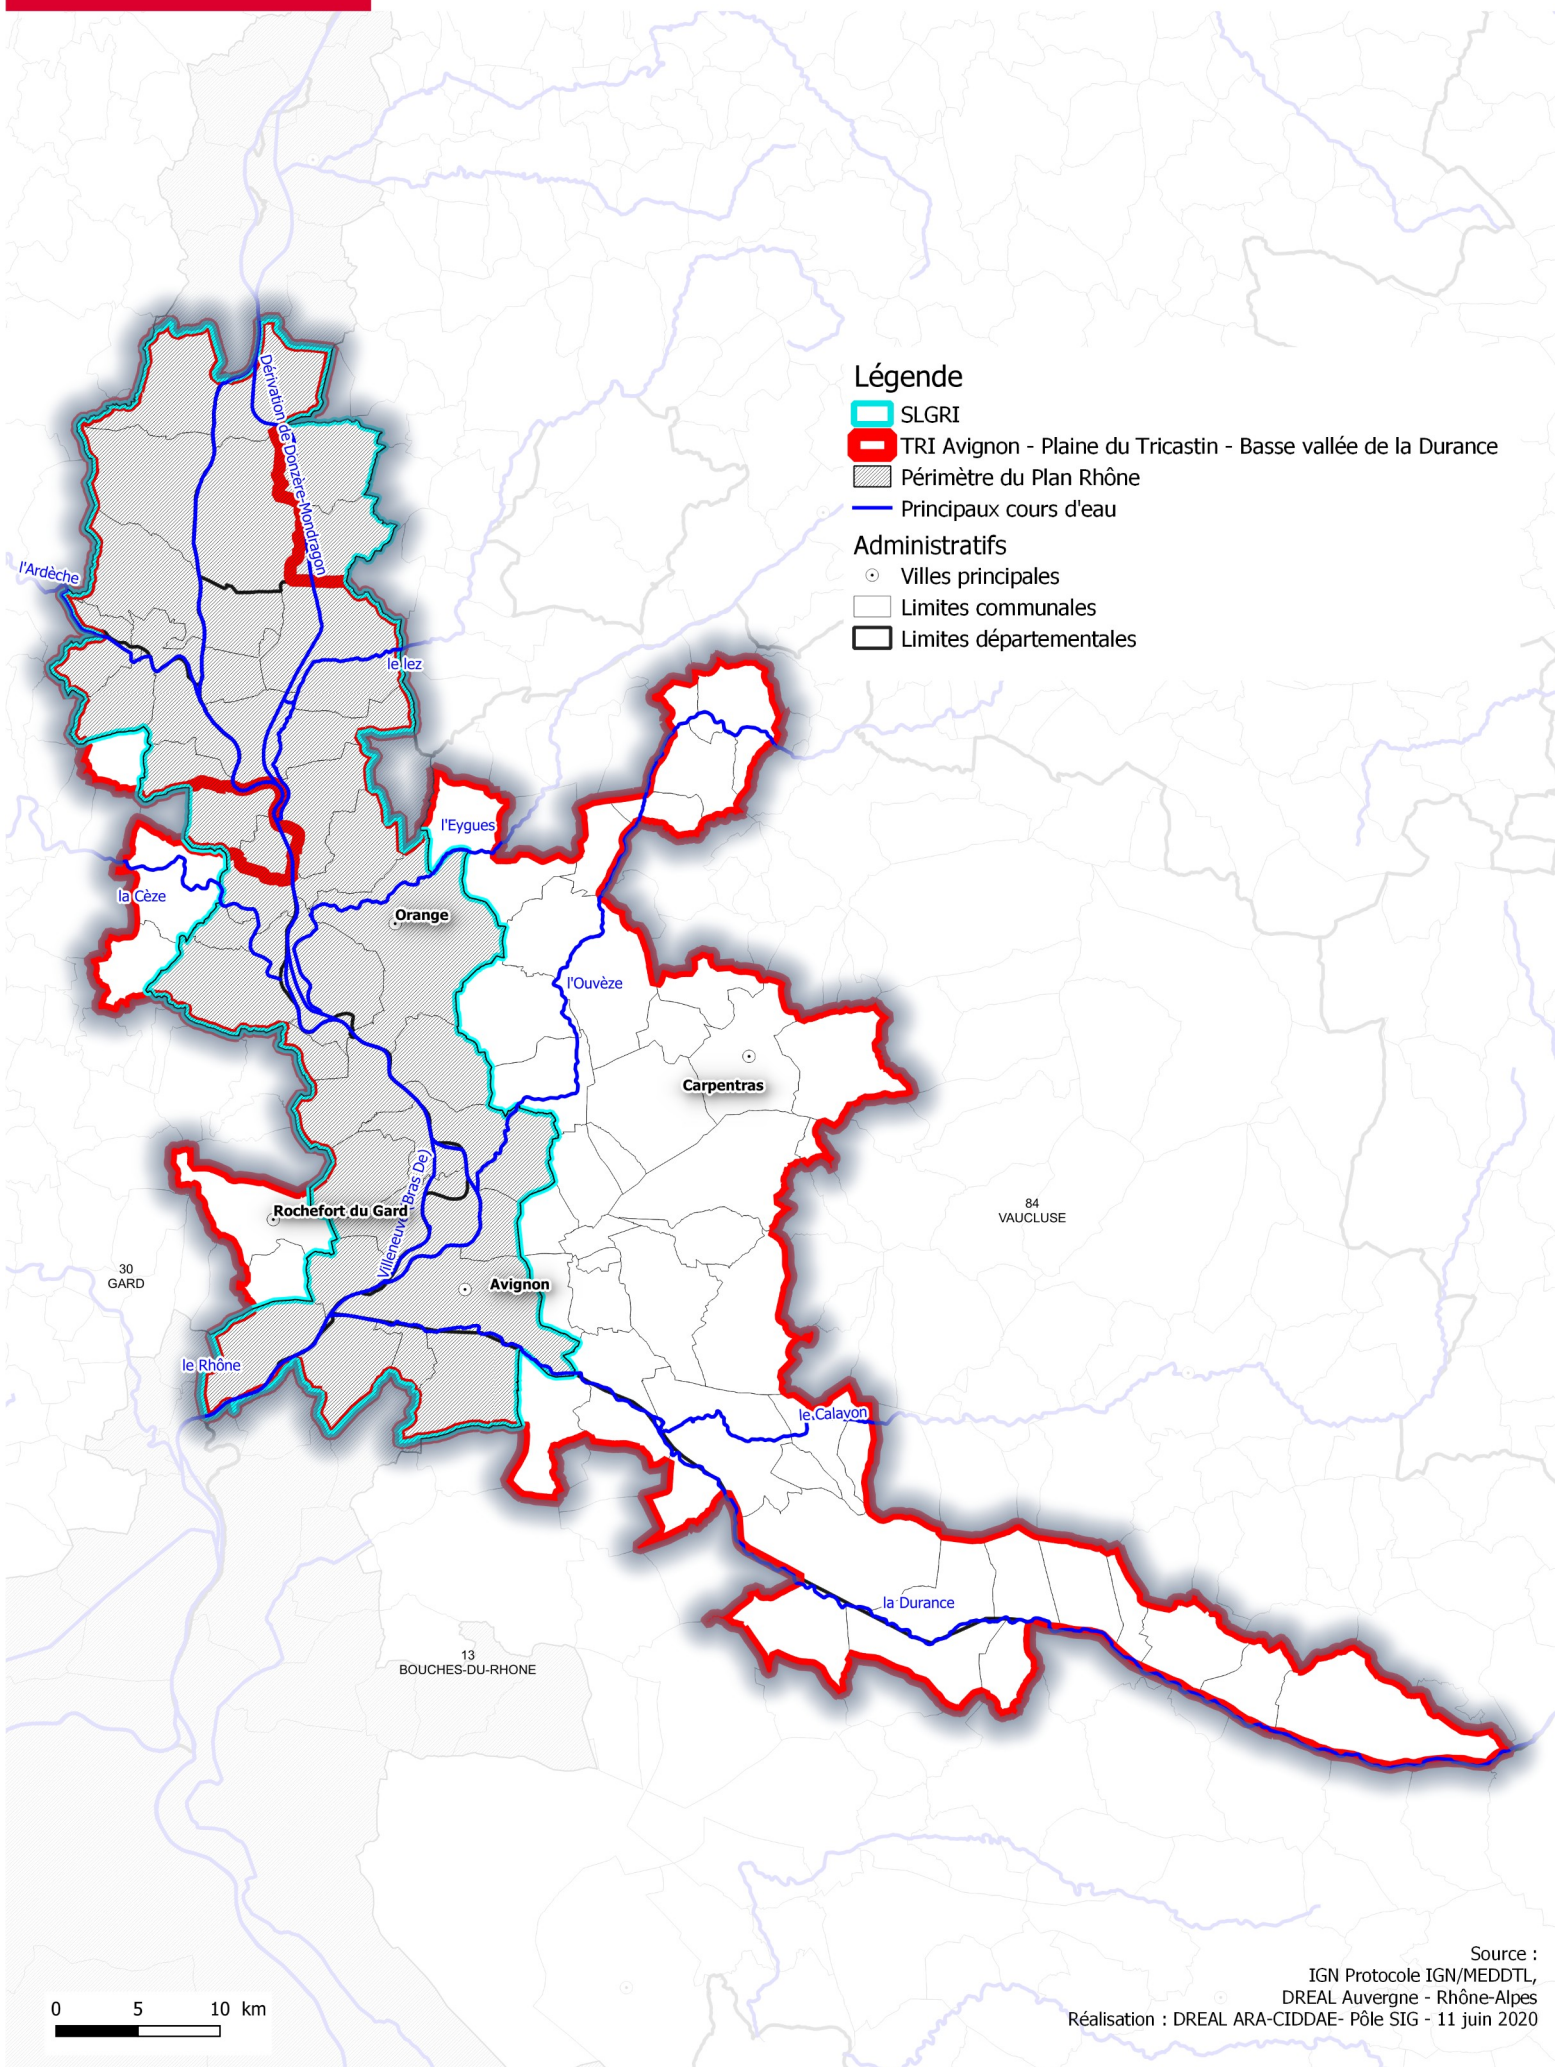 Dérivation de Donzère-Mondragon
Légende
SLGRI
TRI Avignon - Plaine du Tricastin - Basse vallée de la Durance
Périmètre du Plan Rhône
Principaux cours d'eau
Administratifs
Villes principales
Limites communales
Limites départementales
l'Ardèche
le lez
l'Eygues
la Cèze
Orange
l'Ouvèze
Carpentras
Villeneuve (Bras De)
Rochefort du Gard
84
VAUCLUSE
30
GARD
Avignon
le Rhône
le Calavon
la Durance
13
BOUCHES-DU-RHONE
Source :
IGN Protocole IGN/MEDDTL,
DREAL Auvergne - Rhône-Alpes
Réalisation : DREAL ARA-CIDDAE- Pôle SIG - 11 juin 2020
0 5 10 km